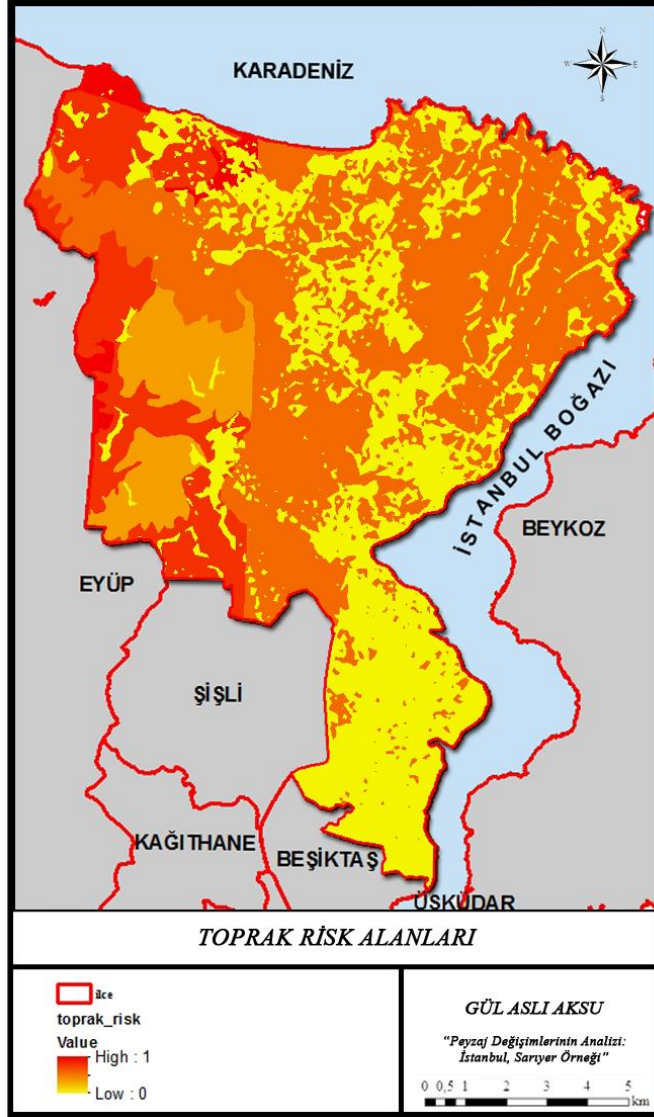 KARADENİZ
N
W E
S
İSTANBUL BOĞAZI
BEYKOZ
EYÜP
ŞİŞLİ
KAĞITHANE
BEŞİKTAŞ
ÜSKÜDAR
TOPRAK RİSK ALANLARI
ilce
toprak_risk
Value
High : 1
Low : 0
GÜL ASLI AKSU
"Peyzaj Değişimlerinin Analizi:
İstanbul, Sarıyer Örneği"
0 0,5 1 2 3 4 5
km